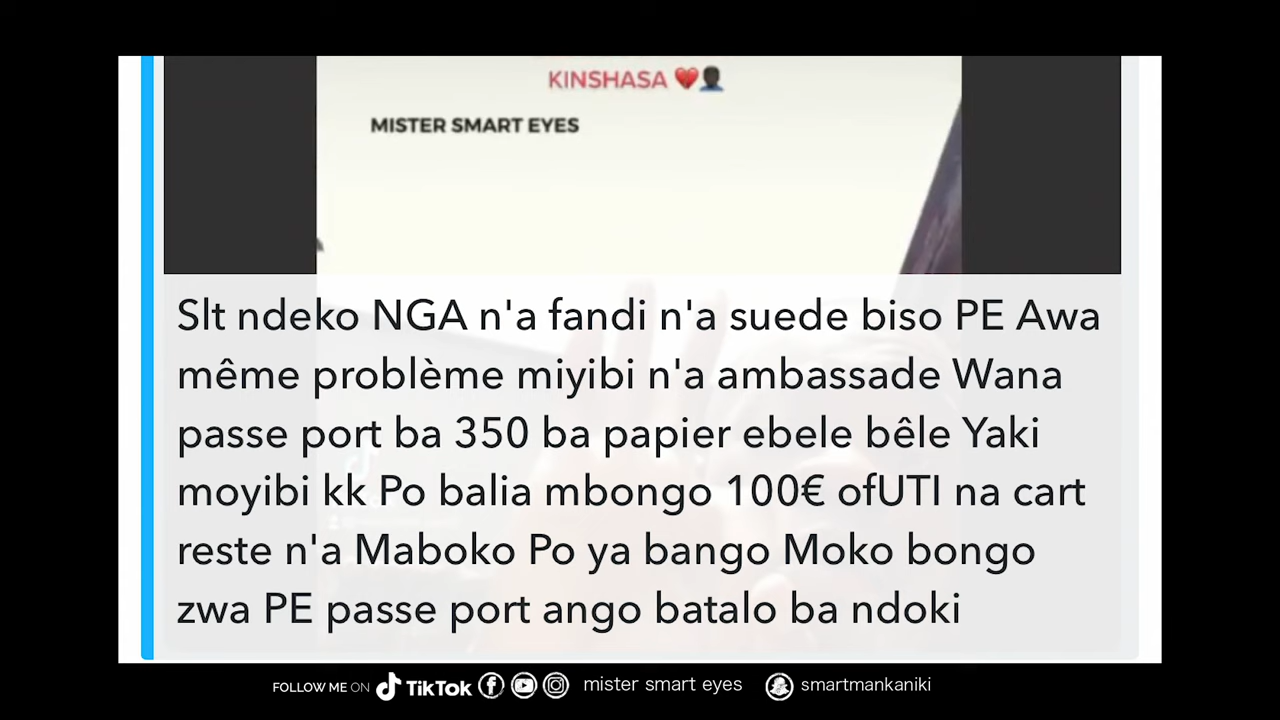 KINSHASA ❤️👤
MISTER SMART EYES
Slt ndeko NGA n'a fandi n'a suede biso PE Awa
même problème miyibi n'a ambassade Wana
passe port ba 350 ba papier ebele bêle Yaki
moyibi kk Po balia mbongo 100€ ofUTI na cart
reste n'a Maboko Po ya bango Moko bongo
zwa PE passe port ango batalo ba ndoki
FOLLOW ME ON TikTok mister smart eyes smartmankaniki